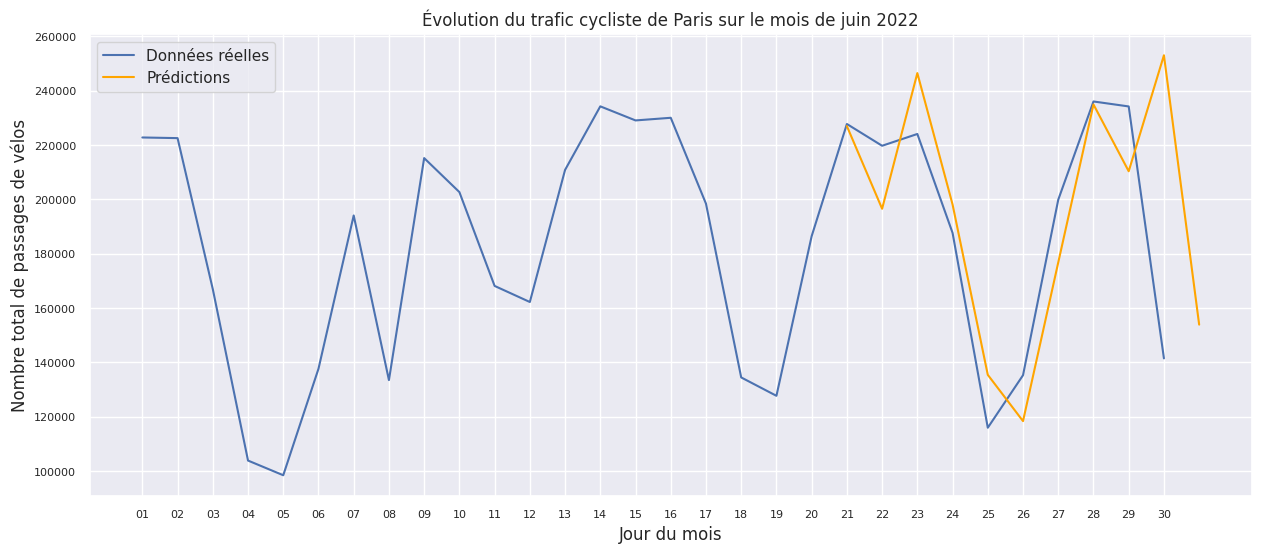 Évolution du trafic cycliste de Paris sur le mois de juin 2022
Données réelles
Prédictions
Nombre total de passages de vélos
260000
240000
220000
200000
180000
160000
140000
120000
100000
01 02 03 04 05 06 07 08 09 10 11 12 13 14 15 16 17 18 19 20 21 22 23 24 25 26 27 28 29 30
Jour du mois